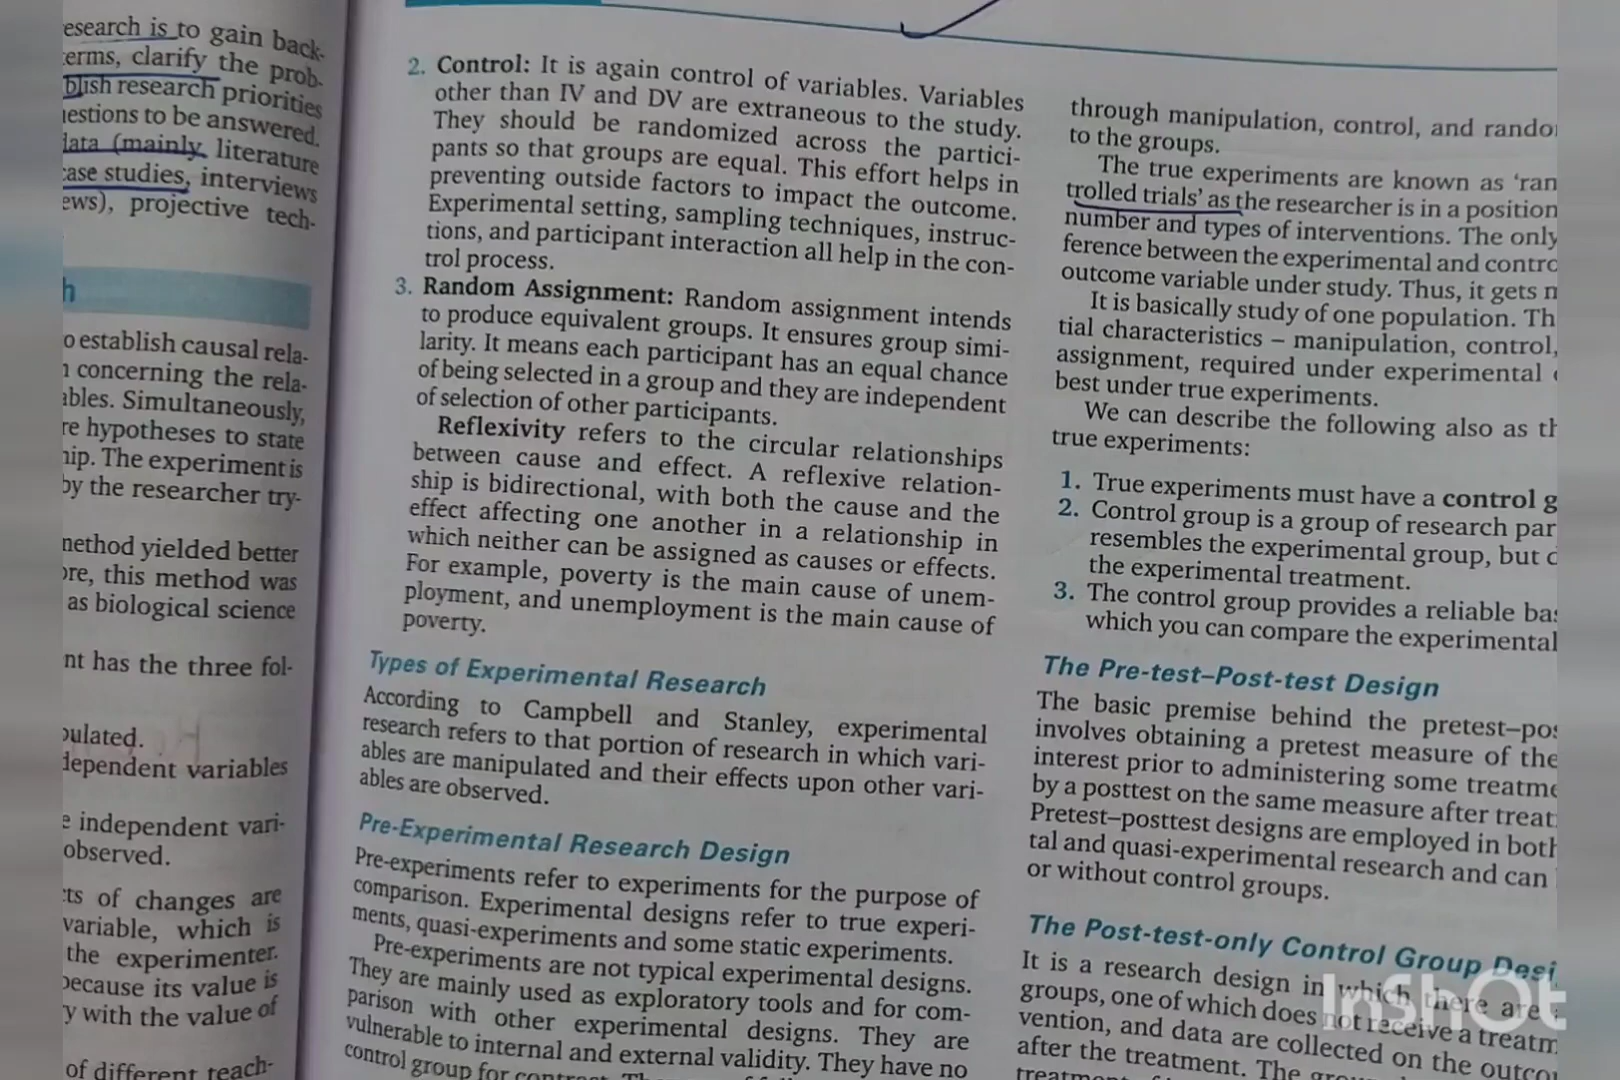 esearch is to gain back-
erms, clarify the prob-
blish research priorities
estions to be answered.
data (mainly literature
case studies, interviews
ews), projective tech-
h
o establish causal rela-
concerning the rela-
ables. Simultaneously,
re hypotheses to state
hip. The experiment is
by the researcher try-
method yielded better
ore, this method was
as biological science
nt has the three fol-
pulated.
dependent variables
e independent vari-
observed.
cts of changes are
variable, which is
the experimenter.
because its value is
y with the value of
of different teach-
2. Control: It is again control of variables. Variables
other than IV and DV are extraneous to the study.
They should be randomized across the partici-
pants so that groups are equal. This effort helps in
preventing outside factors to impact the outcome.
Experimental setting, sampling techniques, instruc-
tions, and participant interaction all help in the con-
trol process.
3. Random Assignment: Random assignment intends
to produce equivalent groups. It ensures group simi-
larity. It means each participant has an equal chance
of being selected in a group and they are independent
of selection of other participants.
Reflexivity refers to the circular relationships
between cause and effect. A reflexive relation-
ship is bidirectional, with both the cause and the
effect affecting one another in a relationship in
which neither can be assigned as causes or effects.
For example, poverty is the main cause of unem-
ployment, and unemployment is the main cause of
poverty.
Types of Experimental Research
According to Campbell and Stanley, experimental
research refers to that portion of research in which vari-
ables are manipulated and their effects upon other vari-
ables are observed.
Pre-Experimental Research Design
Pre-experiments refer to experiments for the purpose of
comparison. Experimental designs refer to true experi-
ments, quasi-experiments and some static experiments.
Pre-experiments are not typical experimental designs.
They are mainly used as exploratory tools and for com-
parison with other experimental designs. They are
vulnerable to internal and external validity. They have no
control group for
through manipulation, control, and rando
to the groups.
The true experiments are known as ‘ran
trolled trials’ as the researcher is in a position
number and types of interventions. The only
ference between the experimental and contro
outcome variable under study. Thus, it gets
It is basically study of one population. Th
tial characteristics – manipulation, control,
assignment, required under experimental
best under true experiments.
We can describe the following also as th
true experiments:
1. True experiments must have a control g
2. Control group is a group of research par
resembles the experimental group, but
the experimental treatment.
3. The control group provides a reliable ba
which you can compare the experimental
The Pre-test–Post-test Design
The basic premise behind the pretest–pos
involves obtaining a pretest measure of the
interest prior to administering some treatme
by a posttest on the same measure after treat
Pretest–posttest designs are employed in both
tal and quasi-experimental research and can
or without control groups.
The Post-test-only Control Group Desi
It is a research design in which there are
groups, one of which does not receive a treatm
vention, and data are collected on the outco
after the treatment. The
InShOt